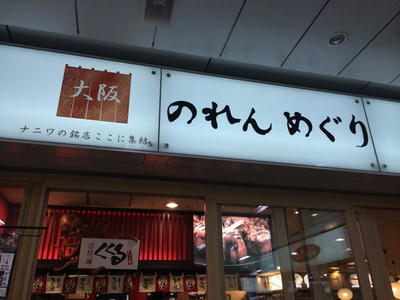 大阪
のれんめぐり
ナニワの銘店ここに集結
ぐる